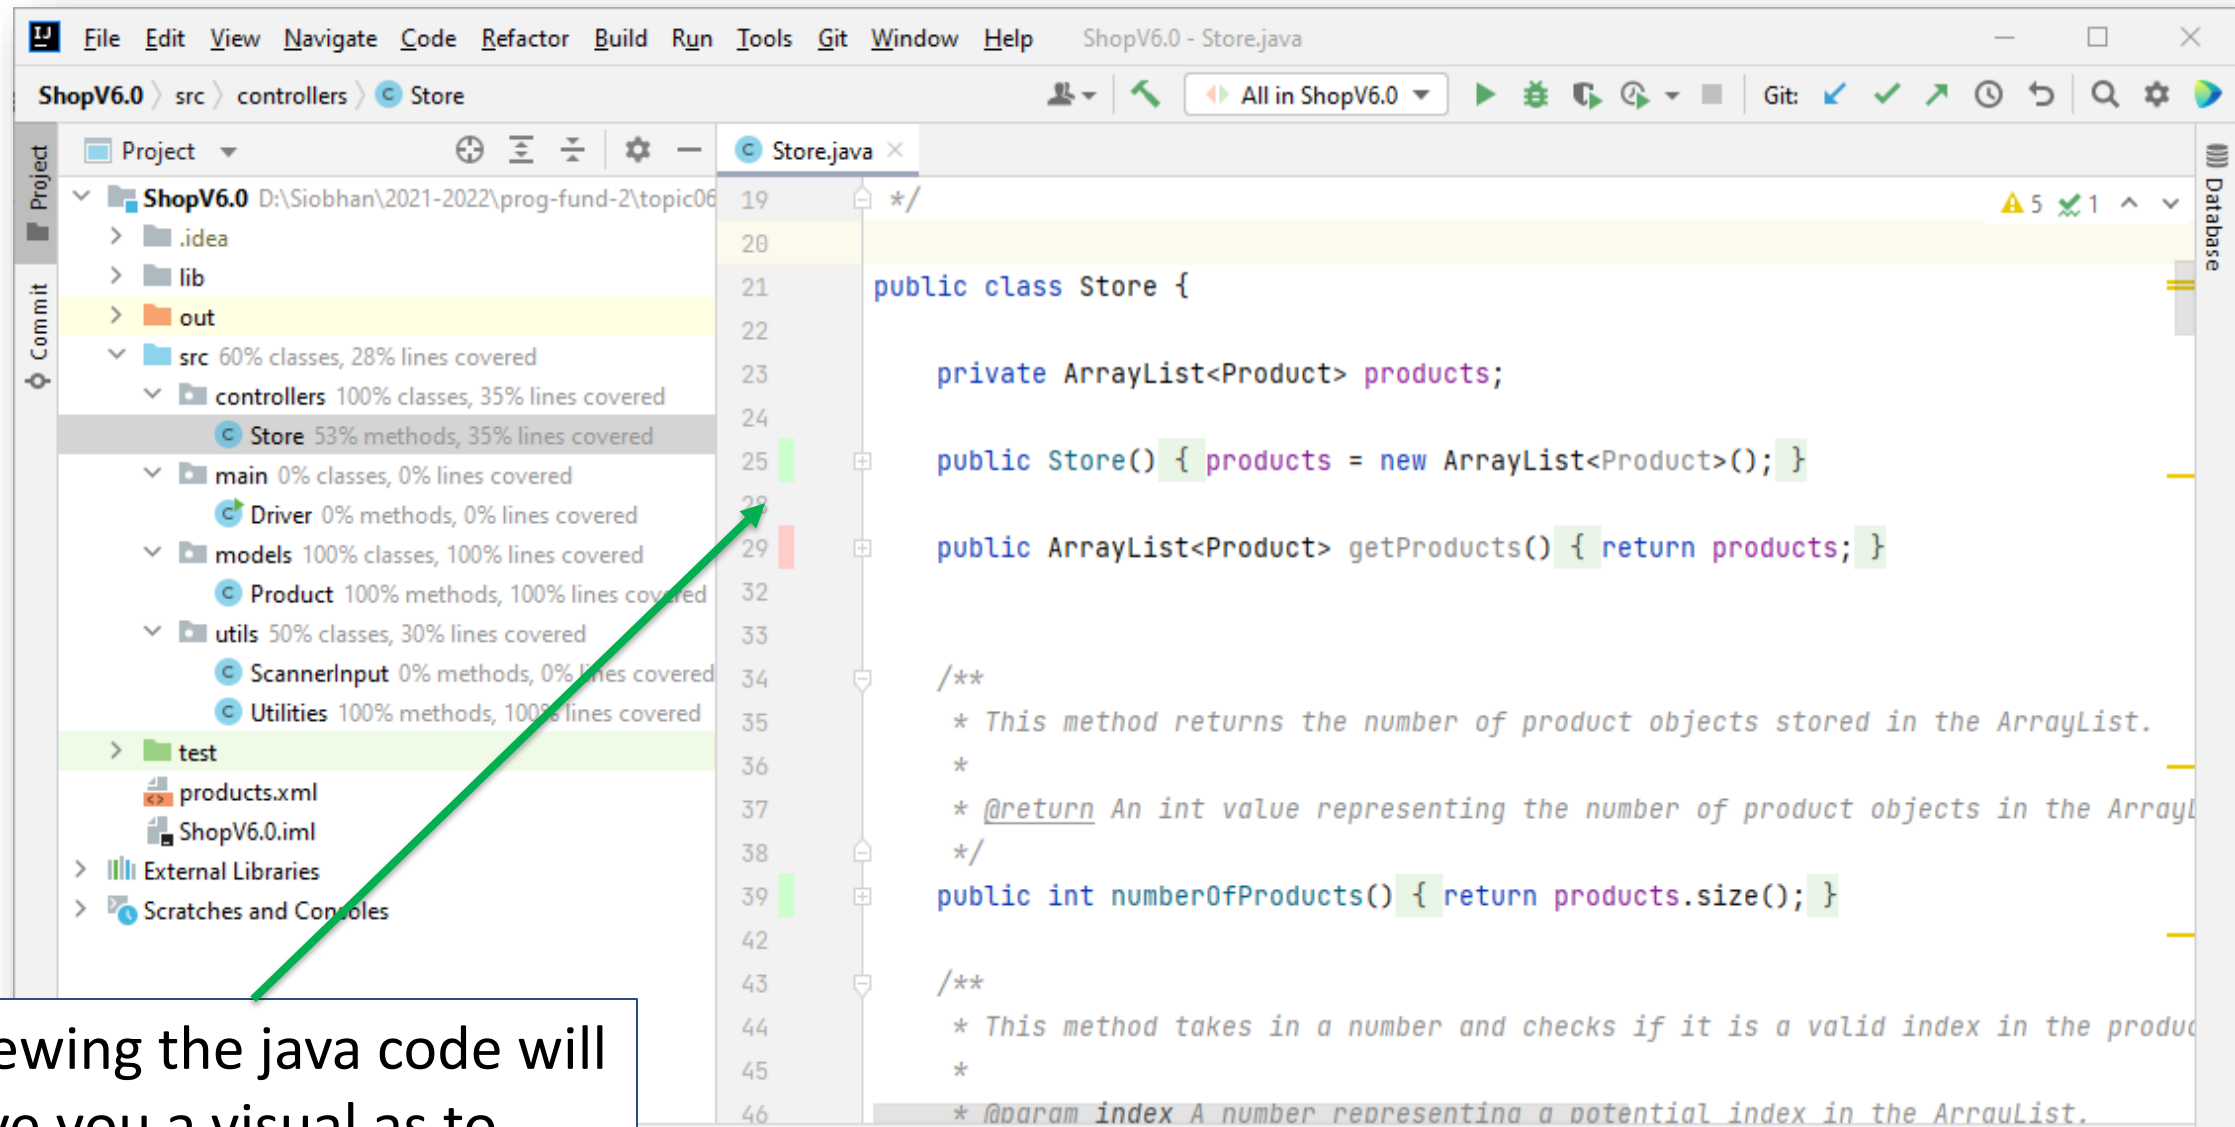 File Edit View Navigate Code Refactor Build Run Tools Git Window Help ShopV6.0 - Store.java
ShopV6.0 src controllers Store All in ShopV6.0 Git:
Project
Commit
Project
ShopV6.0 D:\Siobhan\2021-2022\prog-fund-2\topic06
.idea
lib
out
src 60% classes, 28% lines covered
controllers 100% classes, 35% lines covered
Store 53% methods, 35% lines covered
main 0% classes, 0% lines covered
Driver 0% methods, 0% lines covered
models 100% classes, 100% lines covered
Product 100% methods, 100% lines covered
utils 50% classes, 30% lines covered
ScannerInput 0% methods, 0% lines covered
Utilities 100% methods, 100% lines covered
test
products.xml
ShopV6.0.iml
External Libraries
Scratches and Consoles
Store.java
5 1
19 */
20
21 public class Store {
22
23 private ArrayList<Product> products;
24
25 public Store() { products = new ArrayList<Product>(); }
28
29 public ArrayList<Product> getProducts() { return products; }
32
33
34 /**
35 * This method returns the number of product objects stored in the ArrayList.
36 *
37 * @return An int value representing the number of product objects in the ArrayL
38 */
39 public int numberOfProducts() { return products.size(); }
42
43 /**
44 * This method takes in a number and checks if it is a valid index in the produc
45 *
46 * @param index A number representing a potential index in the ArrayList.
Database
ewing the java code will
ve you a visual as to